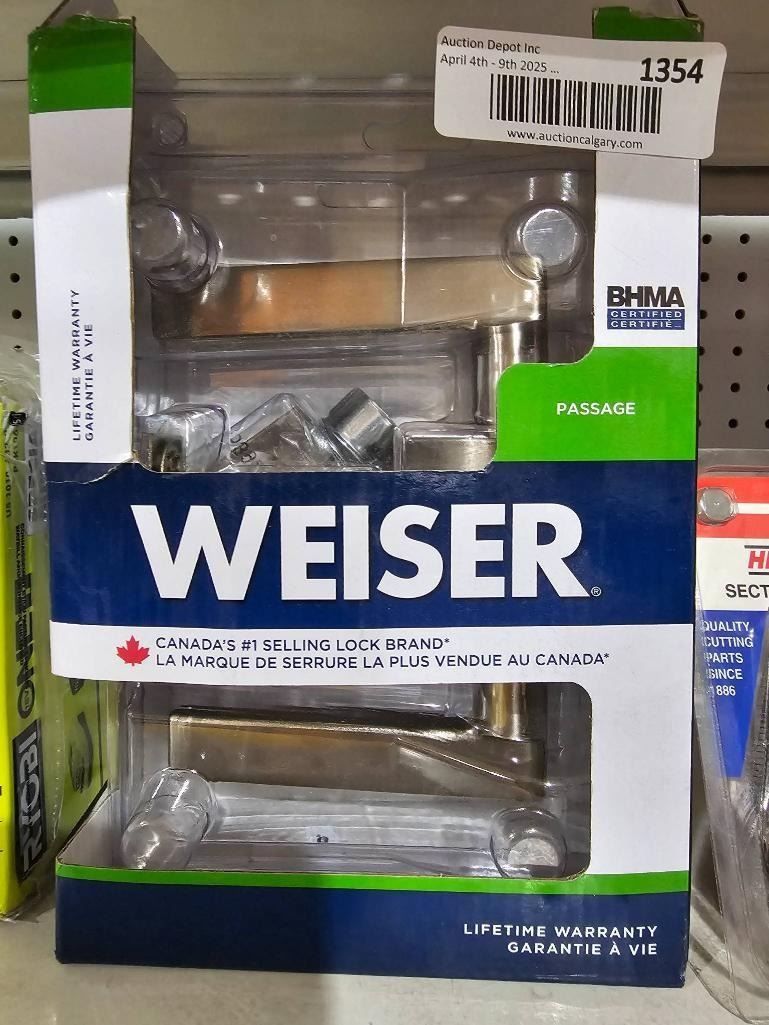 Auction Depot Inc
April 4th - 9th 2025 ...
1354
www.auctioncalgary.com
LIFETIME WARRANTY
GARANTIE À VIE
BHMA
CERTIFIED
CERTIFIÉ
PASSAGE
WEISER®
CANADA'S #1 SELLING LOCK BRAND*
LA MARQUE DE SERRURE LA PLUS VENDUE AU CANADA*
LIFETIME WARRANTY
GARANTIE À VIE
RYOBI
ONE+
SECT
QUALITY
CUTTING
PARTS
SINCE
1886